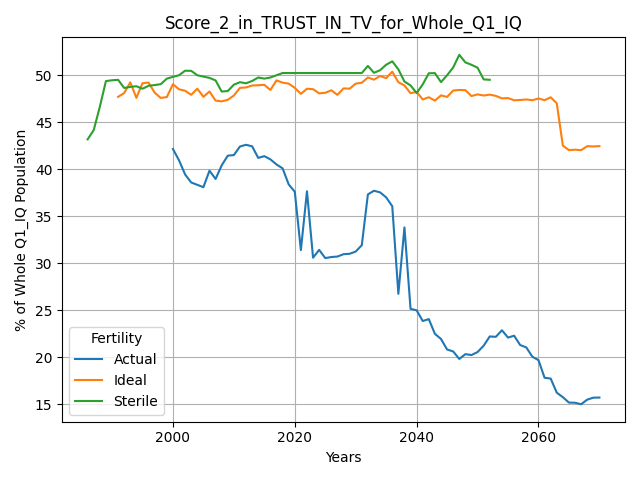 Score_2_in_TRUST_IN_TV_for_Whole_Q1_IQ
% of Whole Q1_IQ Population
50
45
40
35
30
25
20
15
Fertility
Actual
Ideal
Sterile
2000 2020 2040 2060
Years